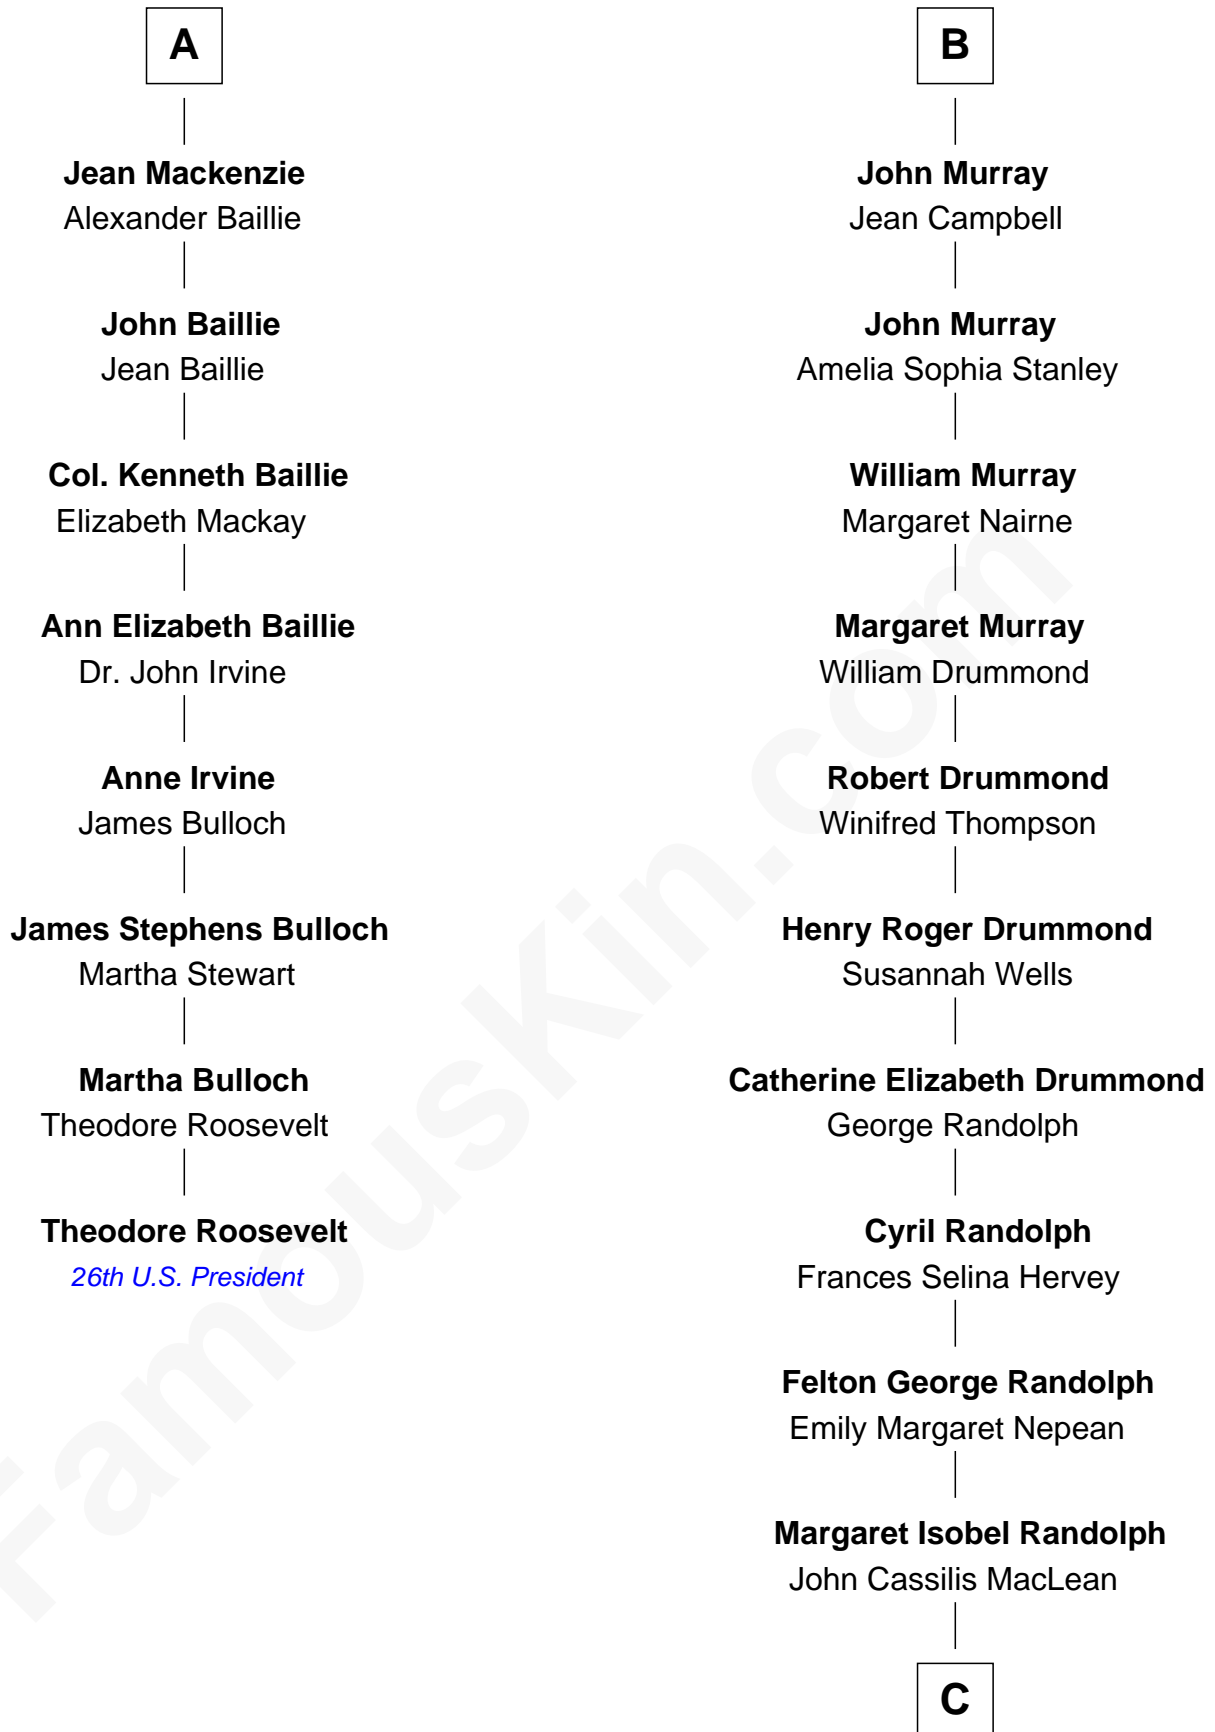 A
Jean Mackenzie
Alexander Baillie
John Baillie
Jean Baillie
Col. Kenneth Baillie
Elizabeth Mackay
Ann Elizabeth Baillie
Dr. John Irvine
Anne Irvine
James Bulloch
James Stephens Bulloch
Martha Stewart
Martha Bulloch
Theodore Roosevelt
Theodore Roosevelt
26th U.S. President
B
John Murray
Jean Campbell
John Murray
Amelia Sophia Stanley
William Murray
Margaret Nairne
Margaret Murray
William Drummond
Robert Drummond
Winifred Thompson
Henry Roger Drummond
Susannah Wells
Catherine Elizabeth Drummond
George Randolph
Cyril Randolph
Frances Selina Hervey
Felton George Randolph
Emily Margaret Nepean
Margaret Isobel Randolph
John Cassilis MacLean
C
FamousKin.com